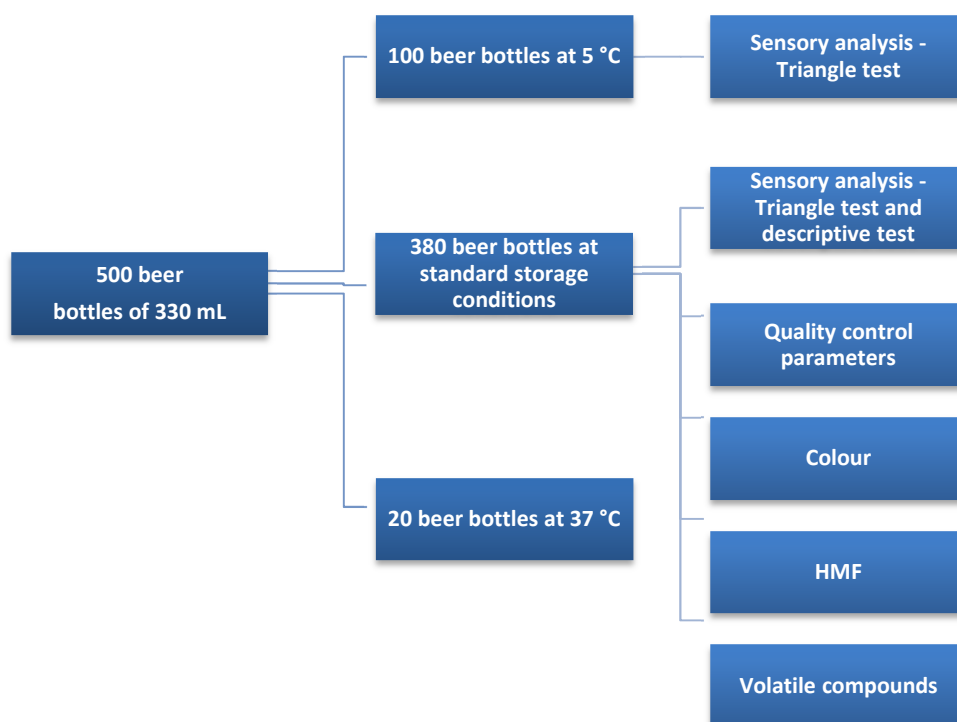 500 beer
bottles of 330 mL
100 beer bottles at 5 °C
380 beer bottles at
standard storage
conditions
20 beer bottles at 37 °C
Sensory analysis -
Triangle test
Sensory analysis -
Triangle test and
descriptive test
Quality control
parameters
Colour
HMF
Volatile compounds